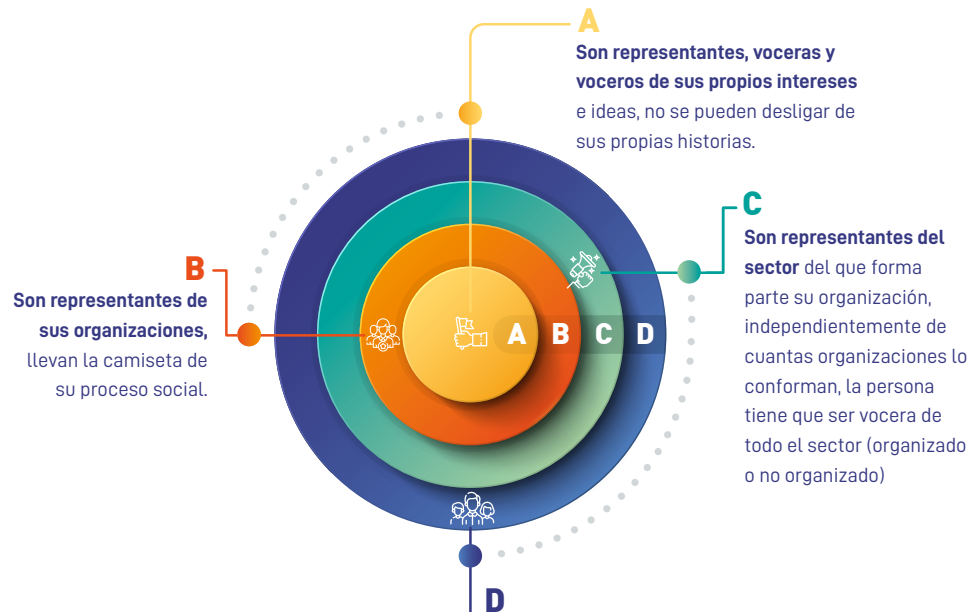 A
Son representantes, voceras y
voceros de sus propios intereses
e ideas, no se pueden desligar de
sus propias historias.
B
Son representantes de
sus organizaciones,
llevan la camiseta de
su proceso social.
C
Son representantes del
sector del que forma
parte su organización,
independientemente de
cuantas organizaciones lo
conforman, la persona
tiene que ser vocera de
todo el sector (organizado
o no organizado)
A B C D
D